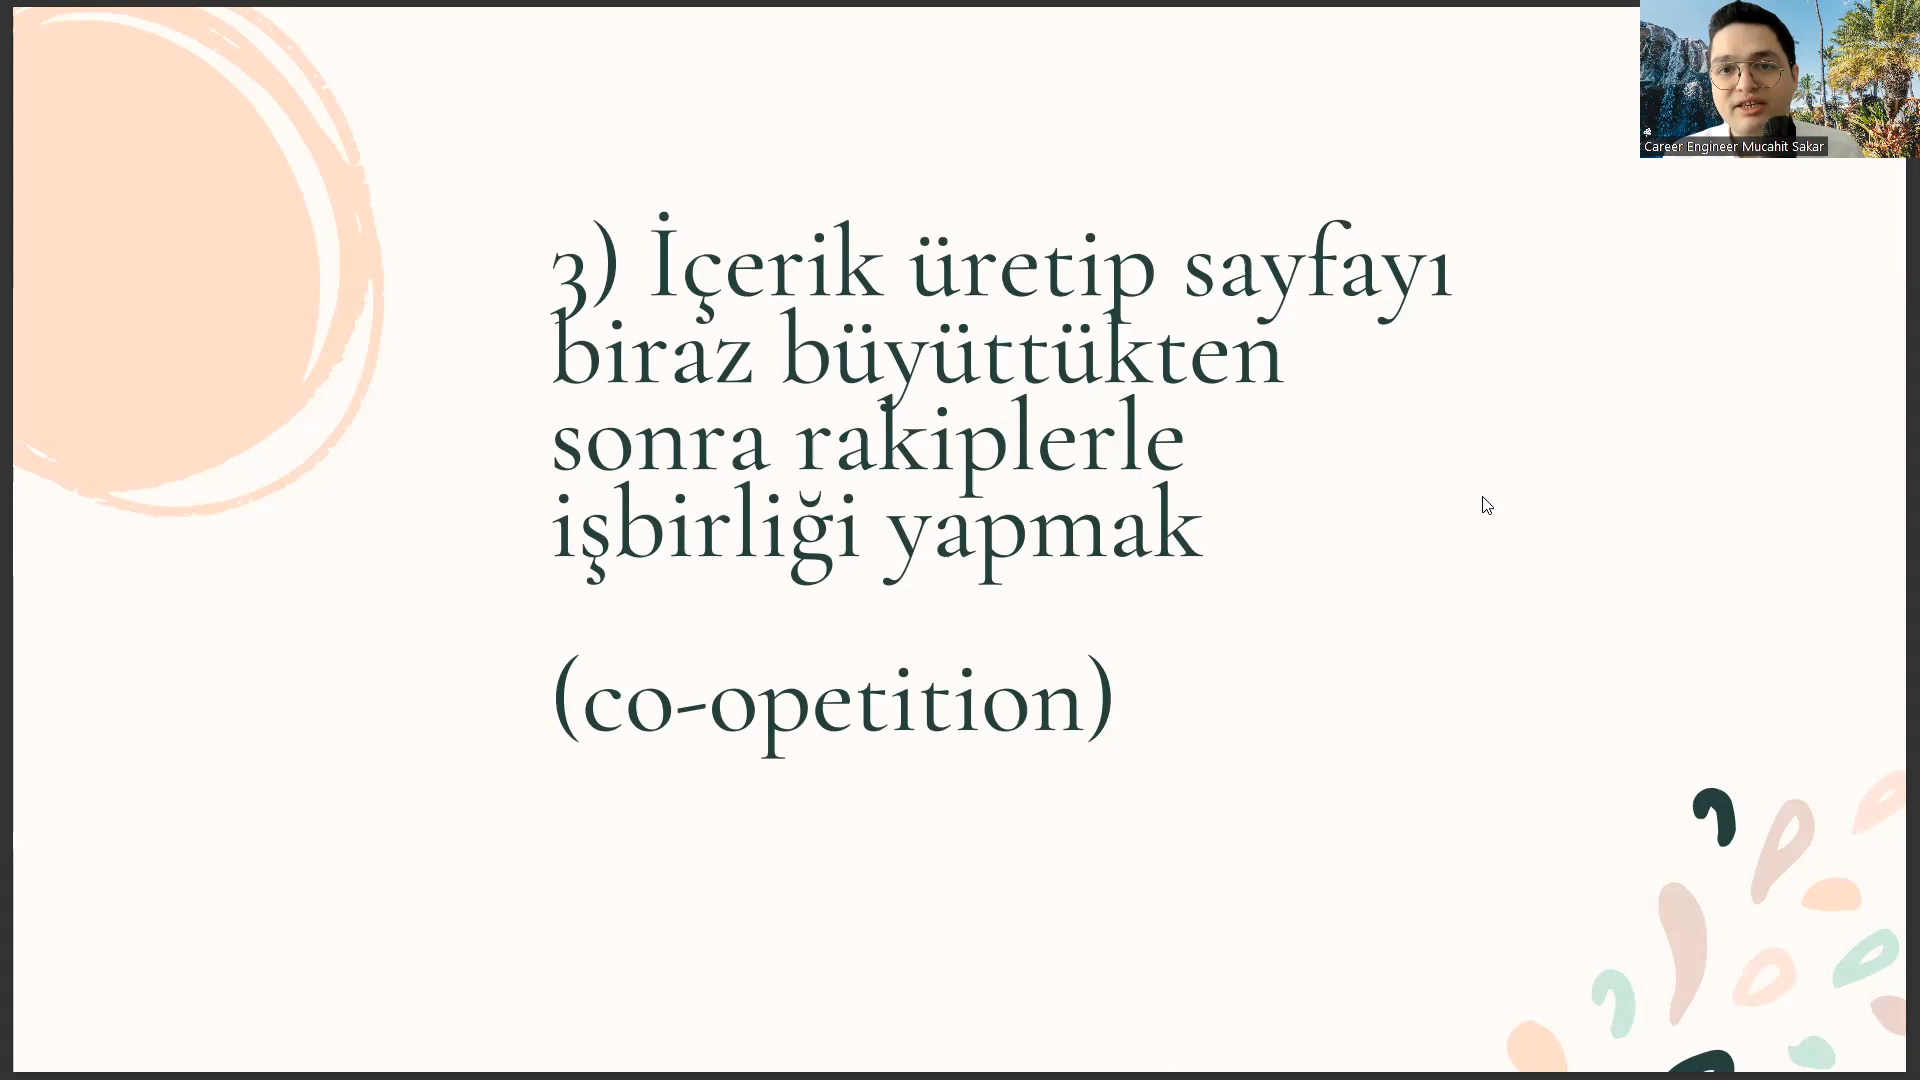 Career Engineer Mucahit Sakar
3) İçerik üretip sayfayı
biraz büyüttükten
sonra rakiplerle
işbirliği yapmak
(co-opetition)